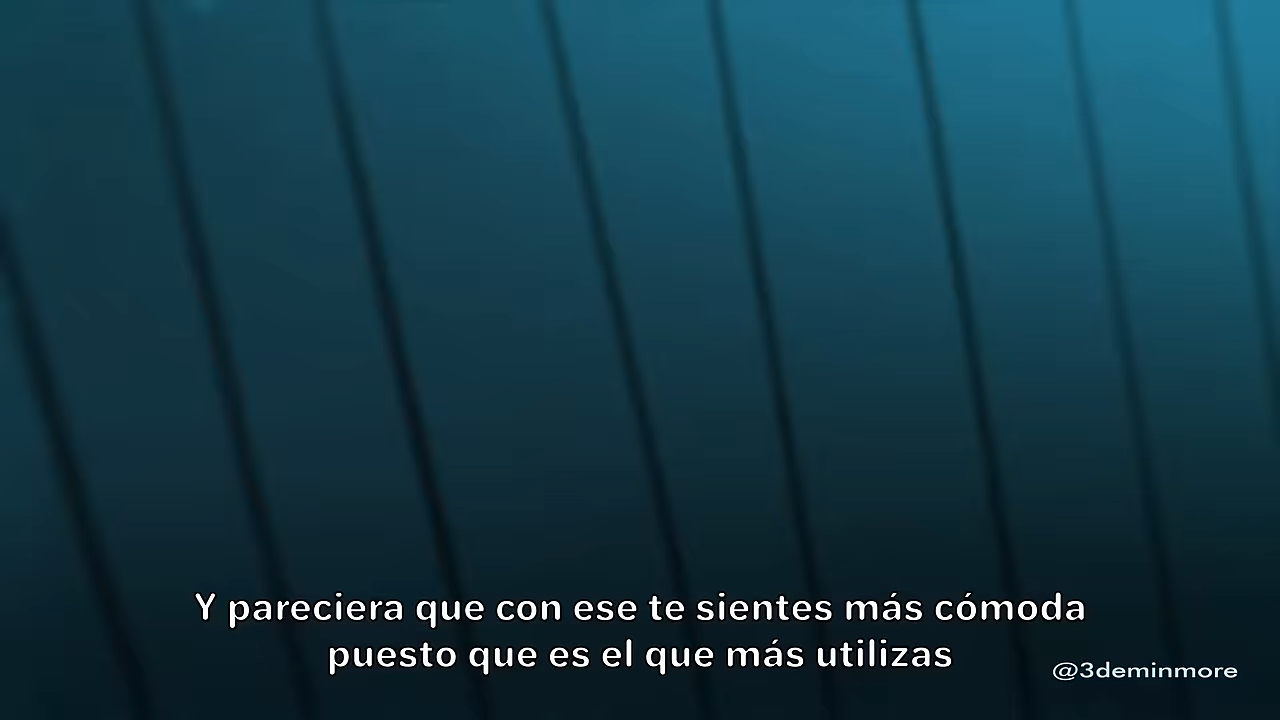 Y pareciera que con ese te sientes más cómoda
puesto que es el que más utilizas
@3deminmore